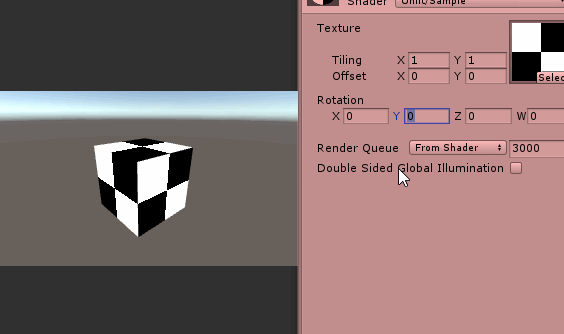 Shader Unlit/Sample
Texture
Tiling X 1 Y 1
Offset X 0 Y 0
Selec
Rotation
X 0 Y 0 Z 0 W 0
Render Queue From Shader 3000
Double Sided Global Illumination